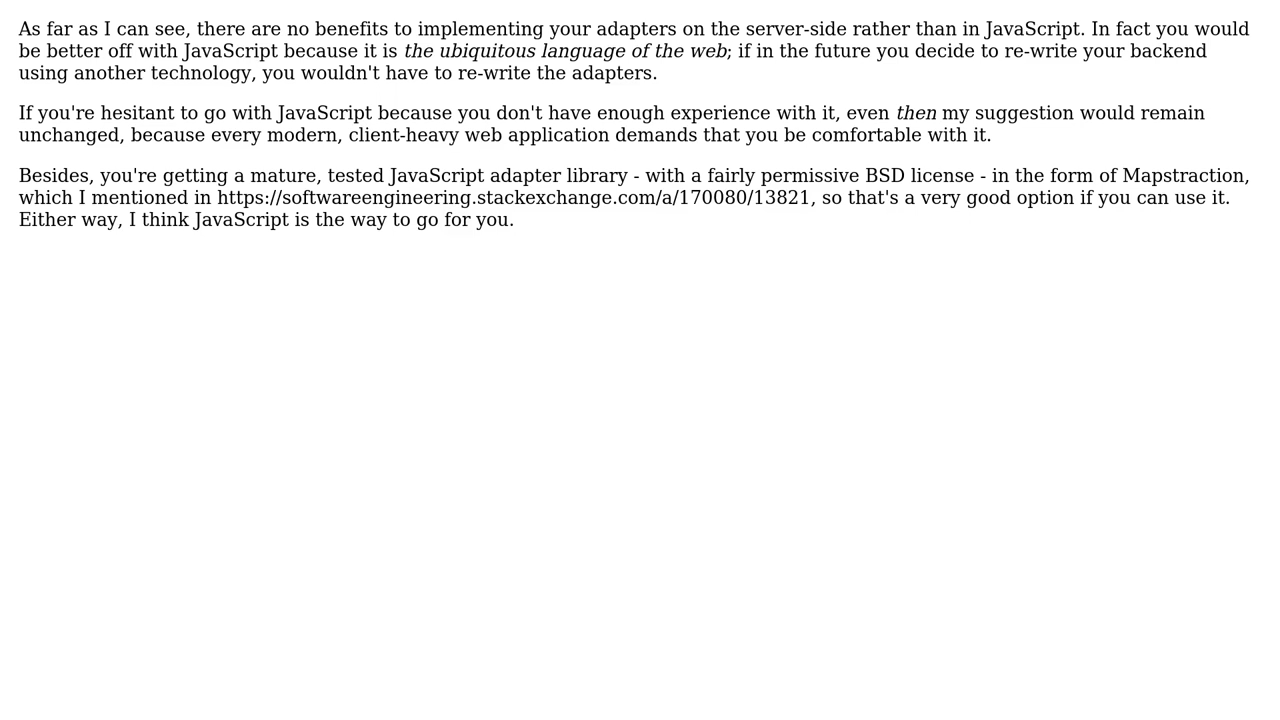 As far as I can see, there are no benefits to implementing your adapters on the server-side rather than in JavaScript. In fact you would
be better off with JavaScript because it is the ubiquitous language of the web; if in the future you decide to re-write your backend
using another technology, you wouldn't have to re-write the adapters.
If you're hesitant to go with JavaScript because you don't have enough experience with it, even then my suggestion would remain
unchanged, because every modern, client-heavy web application demands that you be comfortable with it.
Besides, you're getting a mature, tested JavaScript adapter library - with a fairly permissive BSD license - in the form of Mapstraction,
which I mentioned in https://softwareengineering.stackexchange.com/a/170080/13821, so that's a very good option if you can use it.
Either way, I think JavaScript is the way to go for you.